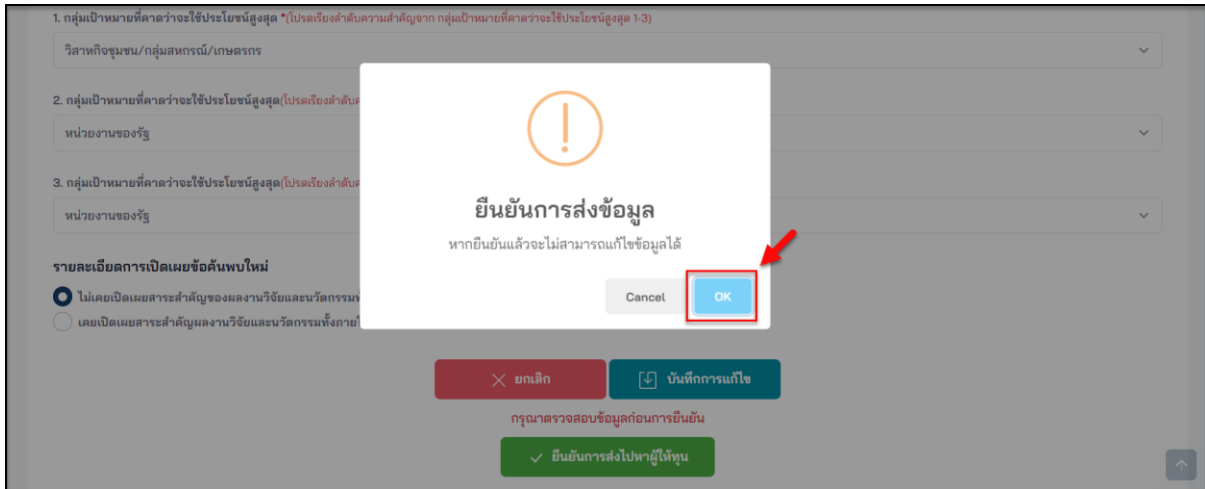 1. กลุ่มเป้าหมายที่คาดว่าจะใช้ประโยชน์สูงสุด *(โปรดเรียงลำดับความสำคัญจาก กลุ่มเป้าหมายที่คาดว่าจะใช้ประโยชน์สูงสุด 1-3)
วิสาหกิจชุมชน/กลุ่มสหกรณ์/เกษตรกร
2. กลุ่มเป้าหมายที่คาดว่าจะใช้ประโยชน์สูงสุด(โปรดเรียงลำดับ
หน่วยงานของรัฐ
3. กลุ่มเป้าหมายที่คาดว่าจะใช้ประโยชน์สูงสุด(โปรดเรียงลำดับ
หน่วยงานของรัฐ
ยืนยันการส่งข้อมูล
หากยืนยันแล้วจะไม่สามารถแก้ไขข้อมูลได้
Cancel OK
รายละเอียดการเปิดเผยข้อค้นพบใหม่
ไม่เคยเปิดเผยสาระสำคัญของผลงานวิจัยและนวัตกรรม
เคยเปิดเผยสาระสำคัญผลงานวิจัยและนวัตกรรมทั้งภาย
ยกเลิก บันทึกการแก้ไข
กรุณาตรวจสอบข้อมูลก่อนการยืนยัน
ยืนยันการส่งไปหาผู้ให้ทุน